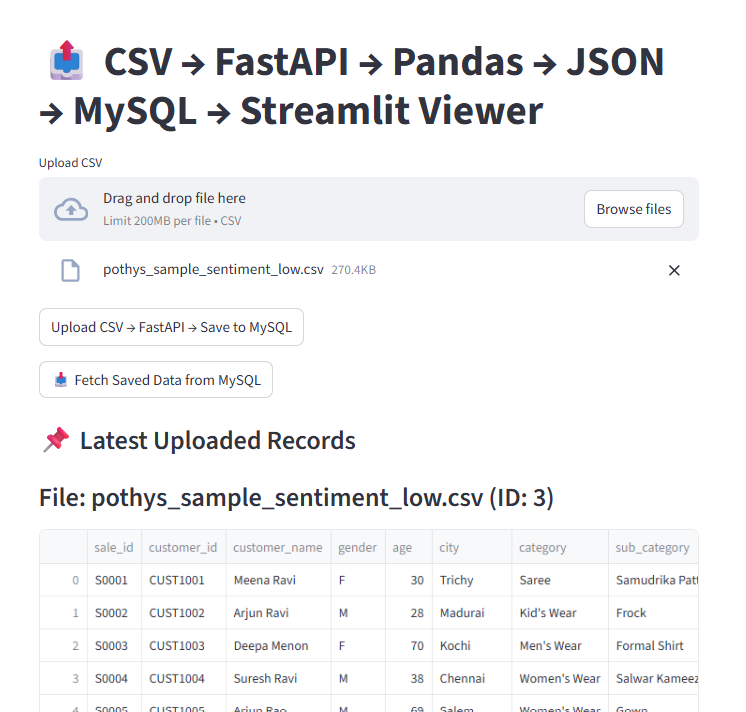 CSV → FastAPI → Pandas → JSON
→ MySQL → Streamlit Viewer
Upload CSV
Drag and drop file here
Limit 200MB per file • CSV
Browse files
pothys_sample_sentiment_low.csv 270.4KB
Upload CSV → FastAPI → Save to MySQL
Fetch Saved Data from MySQL
Latest Uploaded Records
File: pothys_sample_sentiment_low.csv (ID: 3)
sale_id customer_id customer_name gender age city category sub_category
0 S0001 CUST1001 Meena Ravi F 30 Trichy Saree Samudrika Patt
1 S0002 CUST1002 Arjun Ravi M 28 Madurai Kid's Wear Frock
2 S0003 CUST1003 Deepa Menon F 70 Kochi Men's Wear Formal Shirt
3 S0004 CUST1004 Suresh Ravi M 38 Chennai Women's Wear Salwar Kameez
4 S0005 CUST1005 Arjun Rao M 69 Salem Women's Wear Gown